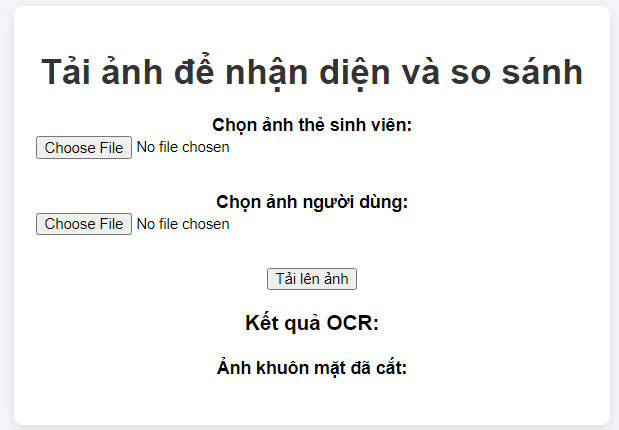 Tải ảnh để nhận diện và so sánh
Chọn ảnh thẻ sinh viên:
Choose File No file chosen
Chọn ảnh người dùng:
Choose File No file chosen
Tải lên ảnh
Kết quả OCR:
Ảnh khuôn mặt đã cắt: